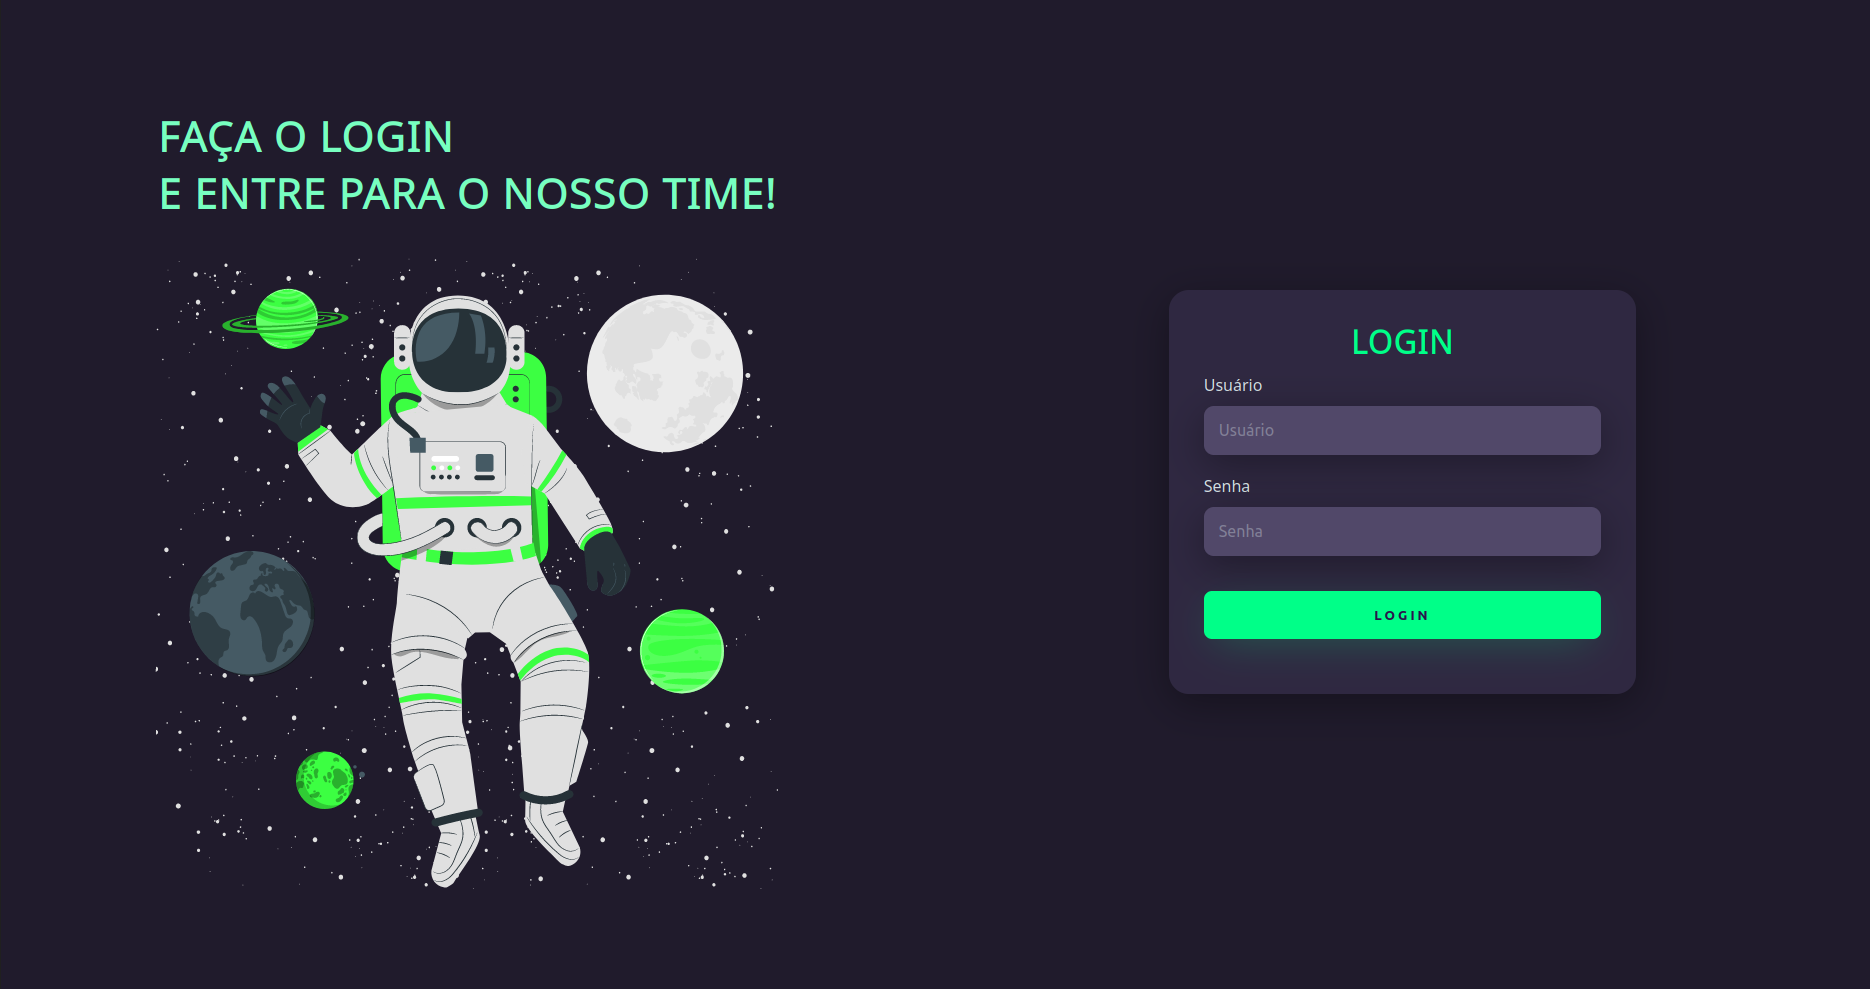 FAÇA O LOGIN
E ENTRE PARA O NOSSO TIME!
LOGIN
Usuário
Usuário
Senha
Senha
LOGIN